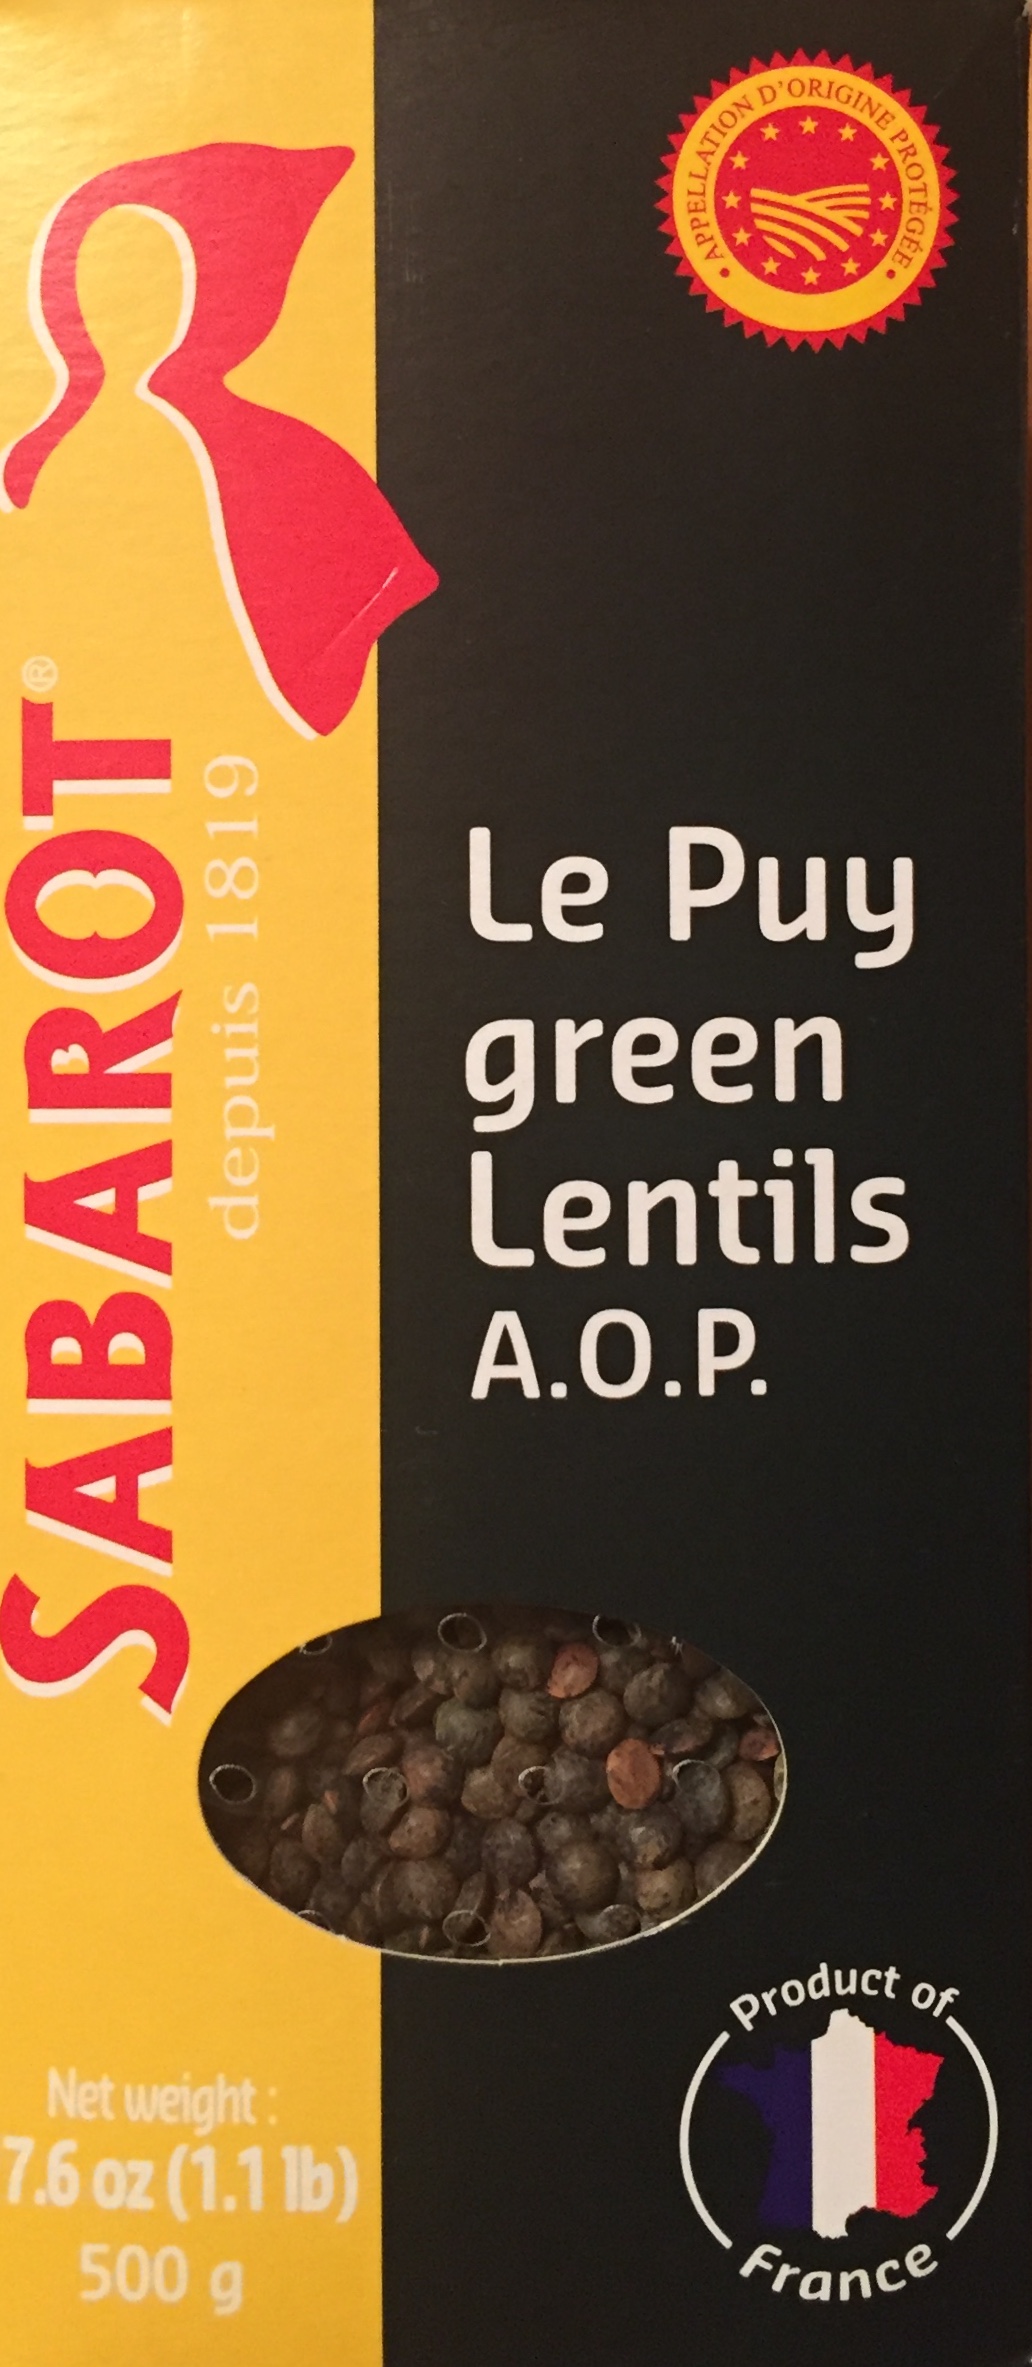 APPELLATION D'ORIGINE PROTÉGÉE
SABAROT®
depuis 1819
Le Puy
green
Lentils
A.O.P.
Net weight :
7.6 oz (1.1 lb)
500 g
Product of
France